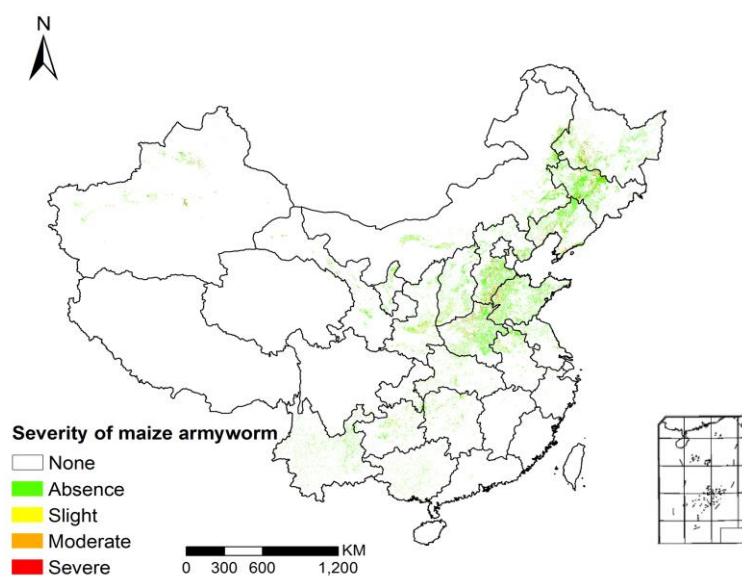 N
Severity of maize armyworm
None
Absence
Slight
Moderate
Severe
KM
0 300 600 1,200